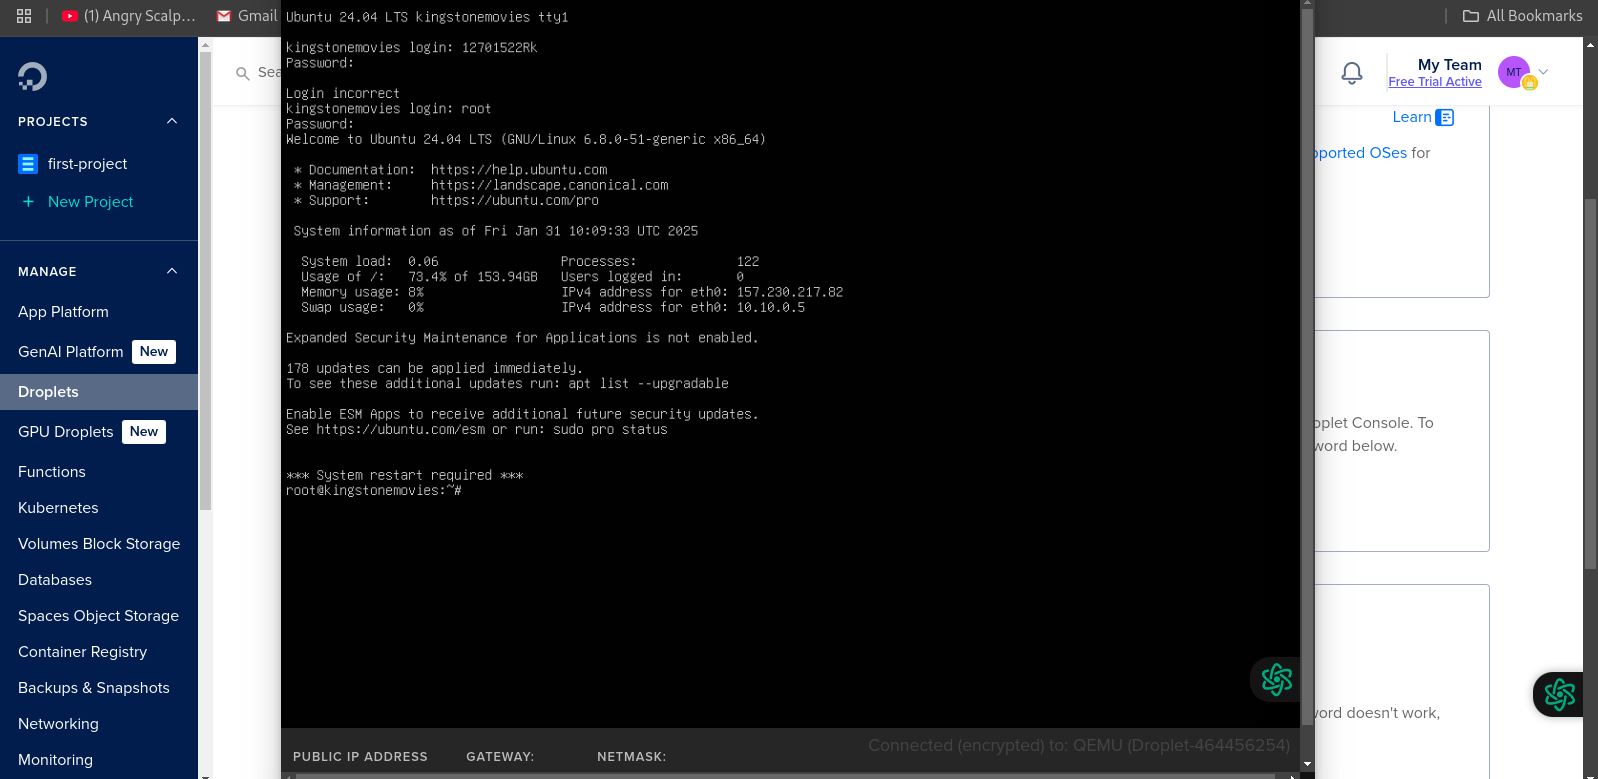 (1) Angry Scalp...
Gmail
All Bookmarks
PROJECTS
first-project
+ New Project
MANAGE
App Platform
GenAI Platform New
Droplets
GPU Droplets New
Functions
Kubernetes
Volumes Block Storage
Databases
Spaces Object Storage
Container Registry
Backups & Snapshots
Networking
Monitoring
Sea
Ubuntu 24.04 LTS kingstonemovies tty1
kingstonemovies login: 12701522Rk
Password:
Login incorrect
kingstonemovies login: root
Password:
Welcome to Ubuntu 24.04 LTS (GNU/Linux 6.8.0-51-generic x86_64)
* Documentation: https://help.ubuntu.com
* Management: https://landscape.canonical.com
* Support: https://ubuntu.com/pro
System information as of Fri Jan 31 10:09:33 UTC 2025
System load: 0.06 Processes: 122
Usage of /: 73.4% of 153.94GB Users logged in: 0
Memory usage: 8% IPv4 address for eth0: 157.230.217.82
Swap usage: 0% IPv4 address for eth0: 10.10.0.5
Expanded Security Maintenance for Applications is not enabled.
178 updates can be applied immediately.
To see these additional updates run: apt list --upgradable
Enable ESM Apps to receive additional future security updates.
See https://ubuntu.com/esm or run: sudo pro status
*** System restart required ***
root@kingstonemovies:~#
Connected (encrypted) to: QEMU (Droplet-464456254)
PUBLIC IP ADDRESS GATEWAY: NETMASK:
My Team
Free Trial Active
MT
Learn
pported OSes for
oplet Console. To
word below.
word doesn't work,